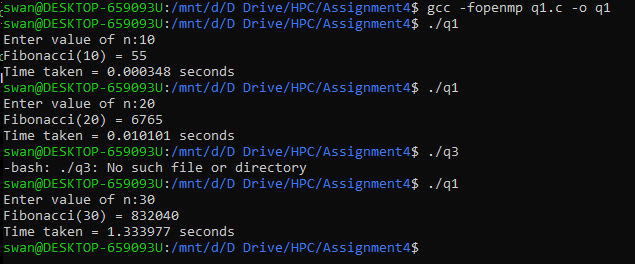 swan@DESKTOP-659093U:/mnt/d/D Drive/HPC/Assignment4$ gcc -fopenmp q1.c -o q1
swan@DESKTOP-659093U:/mnt/d/D Drive/HPC/Assignment4$ ./q1
Enter value of n:10
Fibonacci(10) = 55
Time taken = 0.000348 seconds
swan@DESKTOP-659093U:/mnt/d/D Drive/HPC/Assignment4$ ./q1
Enter value of n:20
Fibonacci(20) = 6765
Time taken = 0.010101 seconds
swan@DESKTOP-659093U:/mnt/d/D Drive/HPC/Assignment4$ ./q3
-bash: ./q3: No such file or directory
swan@DESKTOP-659093U:/mnt/d/D Drive/HPC/Assignment4$ ./q1
Enter value of n:30
Fibonacci(30) = 832040
Time taken = 1.333977 seconds
swan@DESKTOP-659093U:/mnt/d/D Drive/HPC/Assignment4$